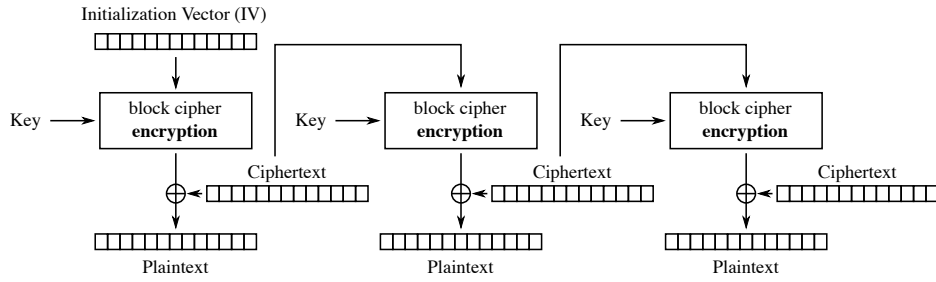 Initialization Vector (IV)
Key
block cipher
encryption
Ciphertext
Plaintext
Key
block cipher
encryption
Ciphertext
Plaintext
Key
block cipher
encryption
Ciphertext
Plaintext